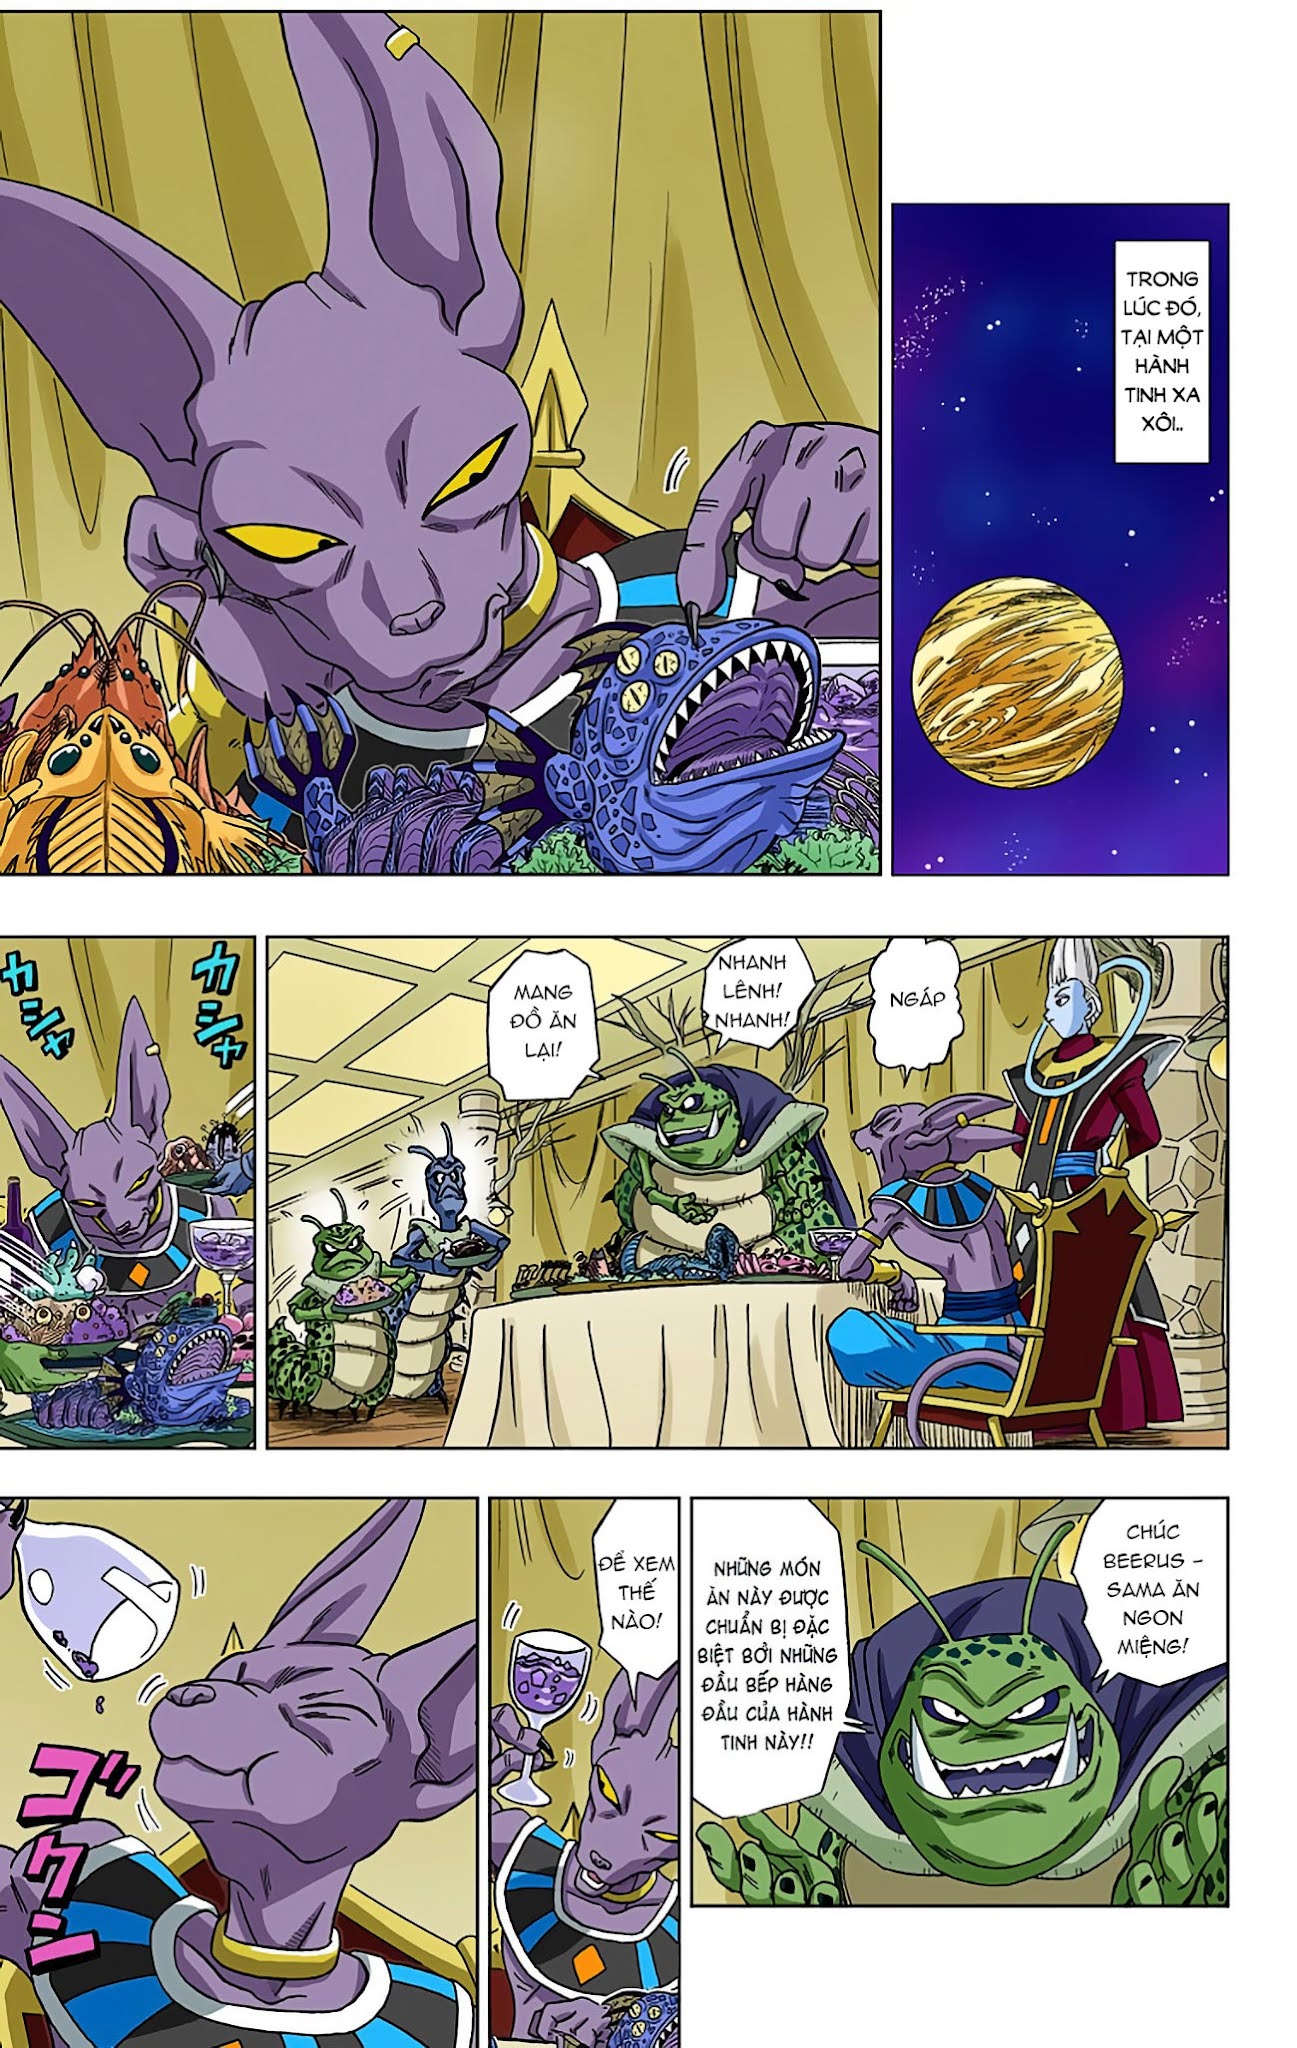 TRONG
LÚC ĐÓ,
TẠI MỘT
HÀNH
TINH XA
XÔI..
NGÁP
NHANH
LÊNH!
NHANH!
MANG
ĐỒ ĂN
LẠI!
カシャ
カシャ
CHÚC
BEERUS -
SAMA ĂN
NGON
MIỆNG!
NHỮNG MÓN
ĂN NÀY ĐƯỢC
CHUẨN BỊ ĐẶC
BIỆT BỞI NHỮNG
ĐẦU BẾP HÀNG
ĐẦU CỦA HÀNH
TINH NÀY!!
ĐỂ XEM
THẾ
NÀO!
ゴクン